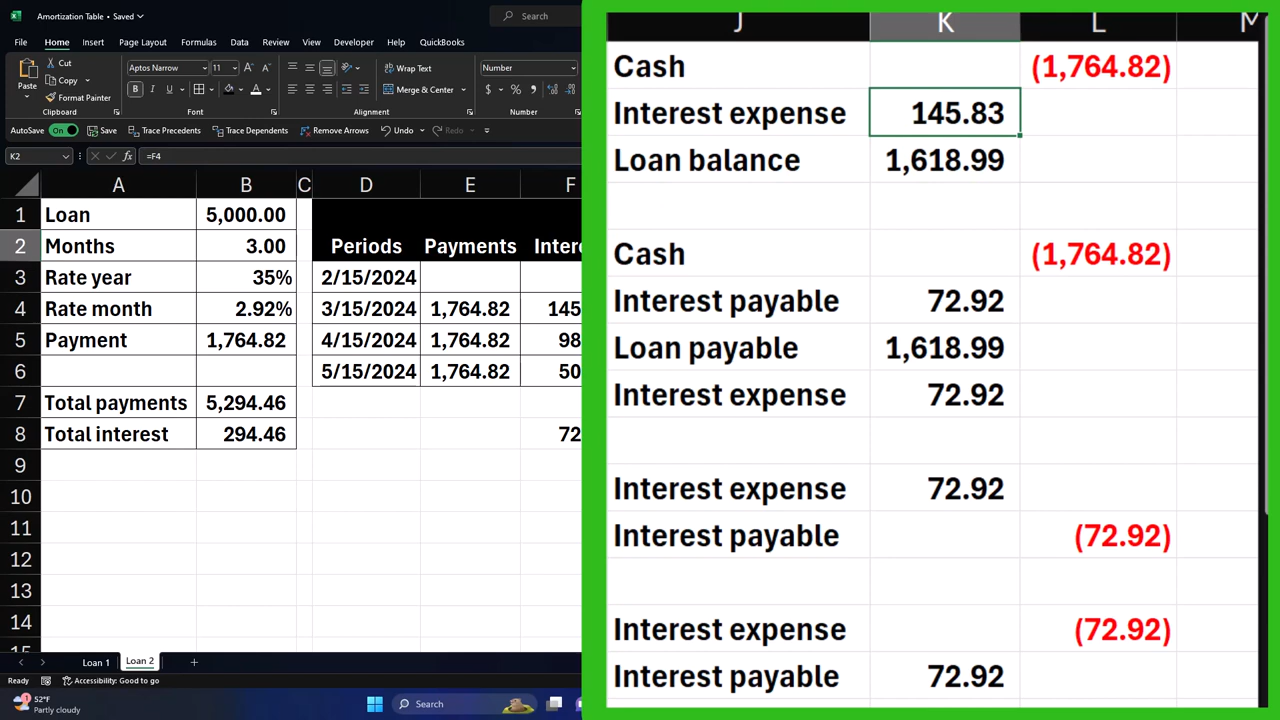 Amortization Table • Saved
Search
File Home Insert Page Layout Formulas Data Review View Developer Help QuickBooks
Paste
Cut
Copy
Format Painter
Clipboard
Aptos Narrow 11
B I U
Font
Wrap Text
Merge & Center
Alignment
Number
$ % 9
Number
AutoSave On Save Trace Precedents Trace Dependents Remove Arrows Undo
K2 fx =F4
A B C D E F
1 Loan 5,000.00
2 Months 3.00 Periods Payments Inter
3 Rate year 35% 2/15/2024
4 Rate month 2.92% 3/15/2024 1,764.82 145
5 Payment 1,764.82 4/15/2024 1,764.82 98
6 5/15/2024 1,764.82 50
7 Total payments 5,294.46
8 Total interest 294.46 72
9
10
11
12
13
14
15
Loan 1 Loan 2
Ready Accessibility: Good to go
1
52°F
Partly cloudy
Search
J K L M
Cash (1,764.82)
Interest expense 145.83
Loan balance 1,618.99
Cash (1,764.82)
Interest payable 72.92
Loan payable 1,618.99
Interest expense 72.92
Interest expense 72.92
Interest payable (72.92)
Interest expense (72.92)
Interest payable 72.92